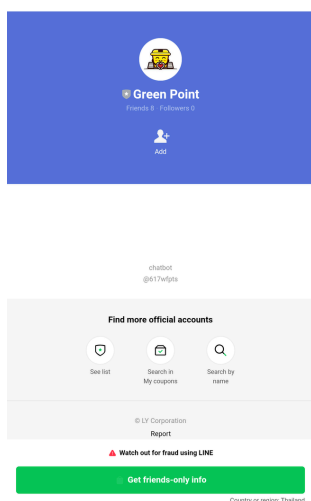 Green Point
Friends 8 · Followers 0
Add
chatbot
@617wfpts
Find more official accounts
See list
Search in
My coupons
Search by
name
© LY Corporation
Report
Watch out for fraud using LINE
Get friends-only info
Country or region: Thailand